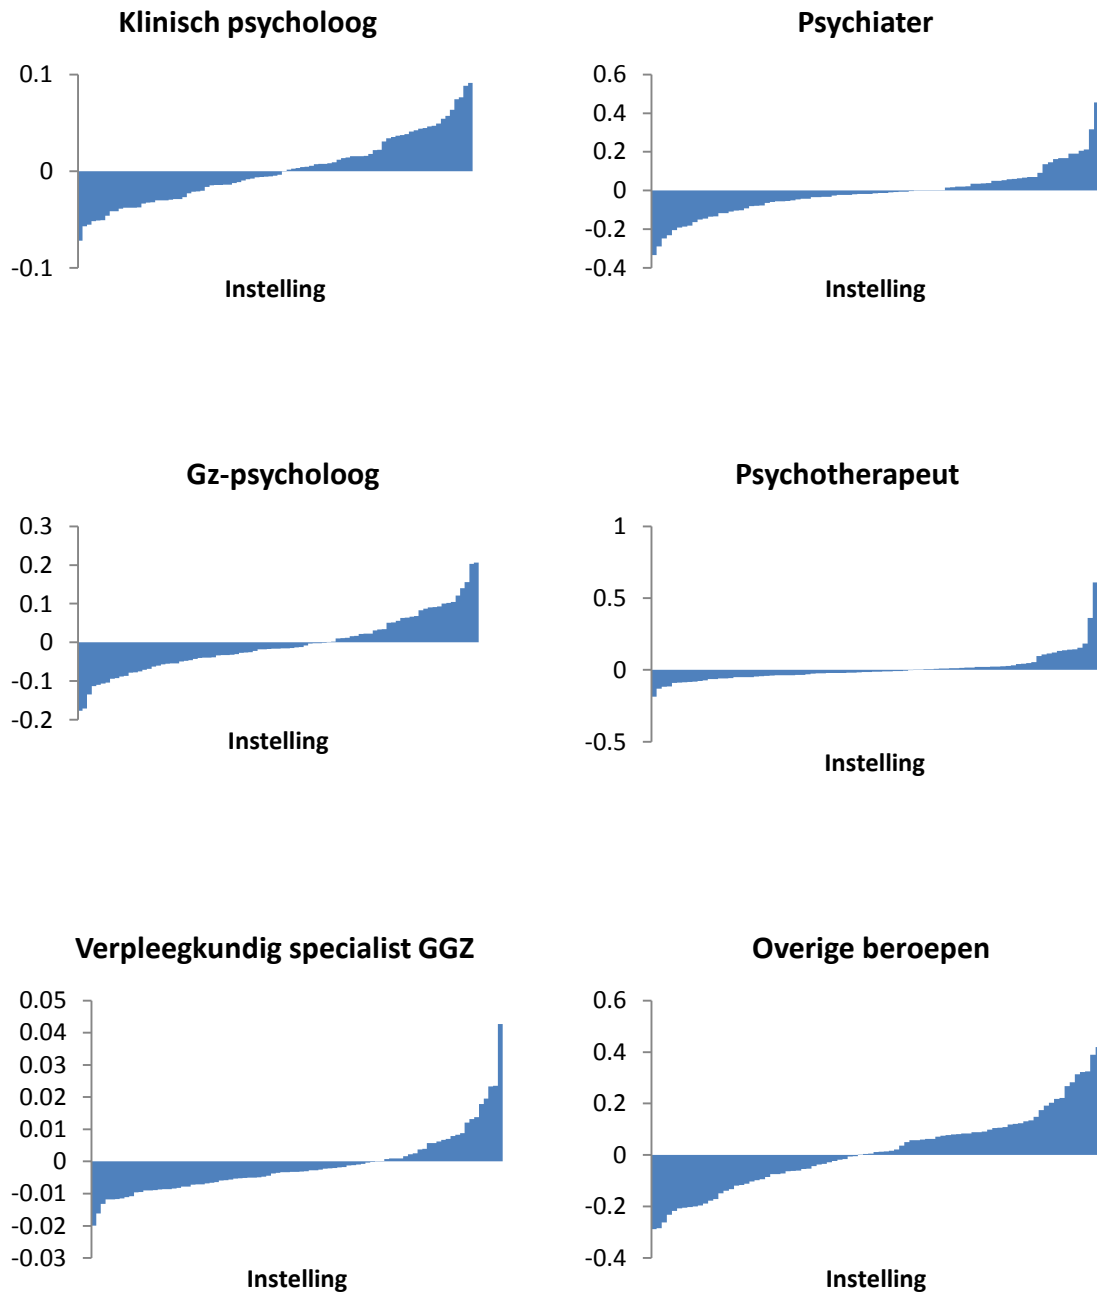 Klinisch psycholoog
0.1
0
-0.1
Instelling
Psychiater
0.6
0.4
0.2
0
-0.2
-0.4
Instelling
Gz-psycholoog
0.3
0.2
0.1
0
-0.1
-0.2
Instelling
Psychotherapeut
1
0.5
0
-0.5
Instelling
Verpleegkundig specialist GGZ
0.05
0.04
0.03
0.02
0.01
0
-0.01
-0.02
-0.03
Instelling
Overige beroepen
0.6
0.4
0.2
0
-0.2
-0.4
Instelling